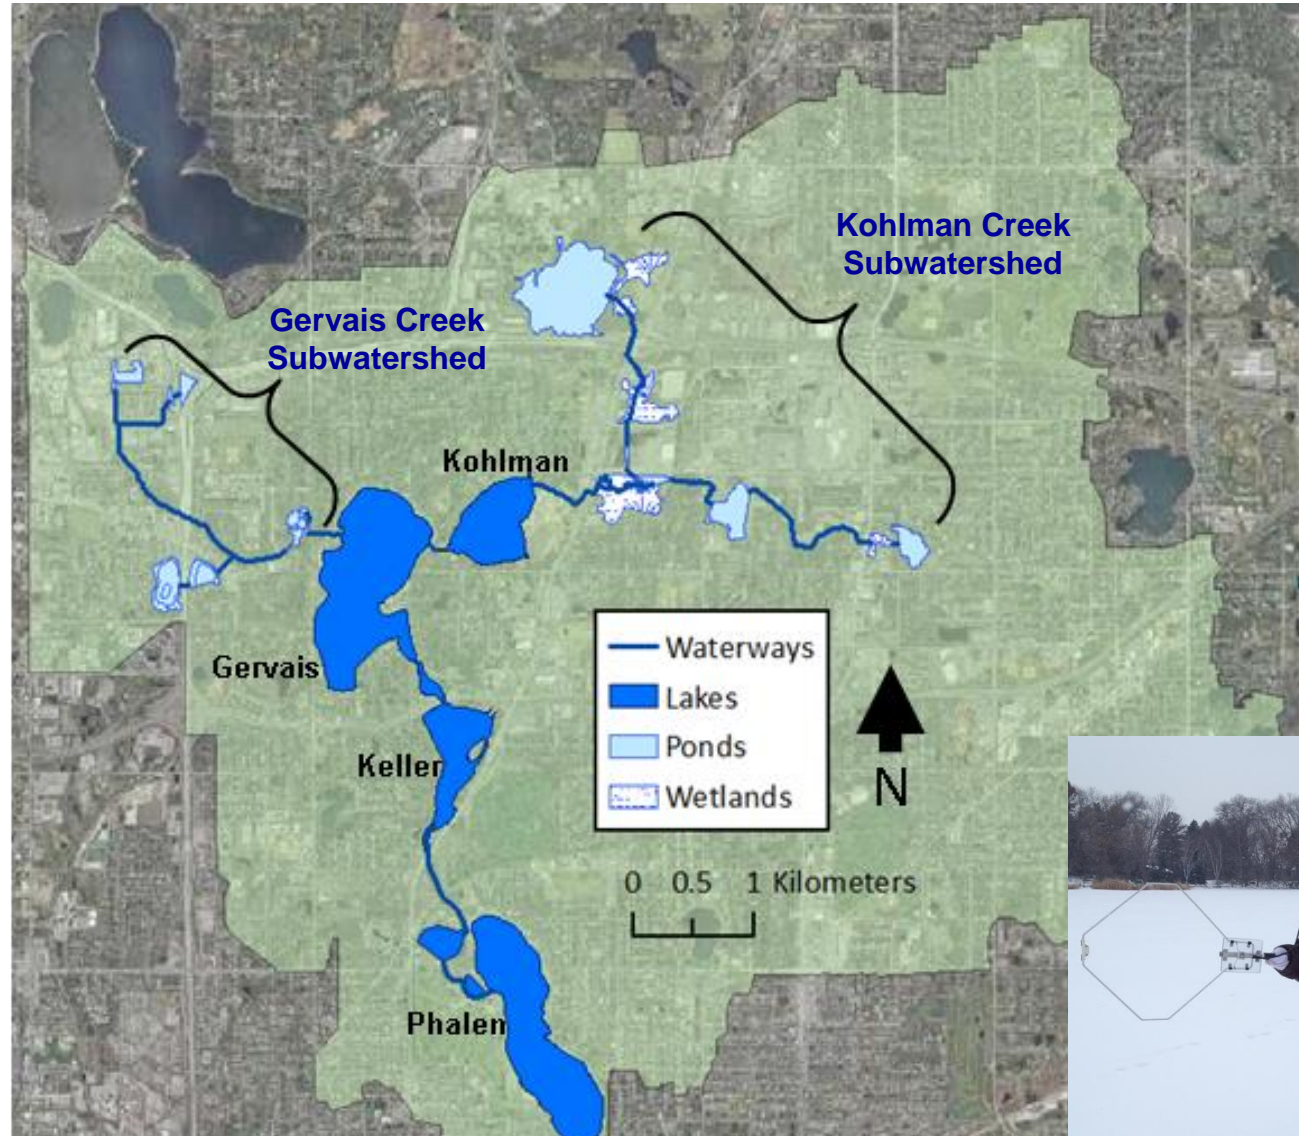 Kohlman Creek
Subwatershed
Gervais Creek
Subwatershed
Kohlman
Gervais
Keller
Phalen
Waterways
Lakes
Ponds
Wetlands
N
0 0.5 1 Kilometers